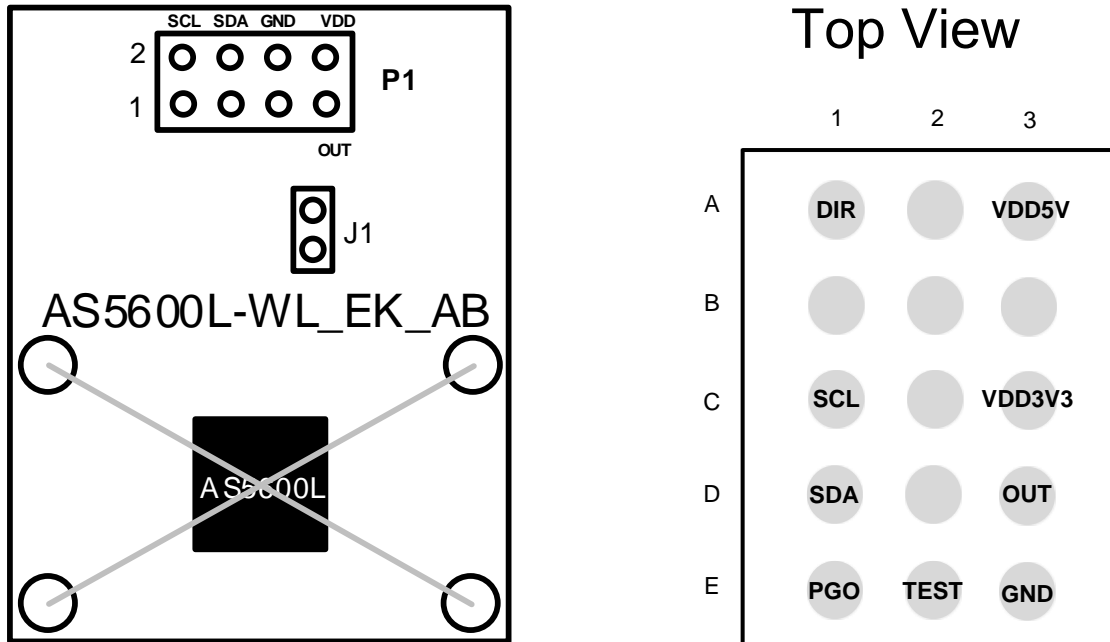 SCL SDA GND VDD
2
P1
1
OUT
J1
AS5600L-WL_EK_AB
AS5600L
Top View
1 2 3
A DIR VDD5V
B
C SCL VDD3V3
D SDA OUT
E PGO TEST GND